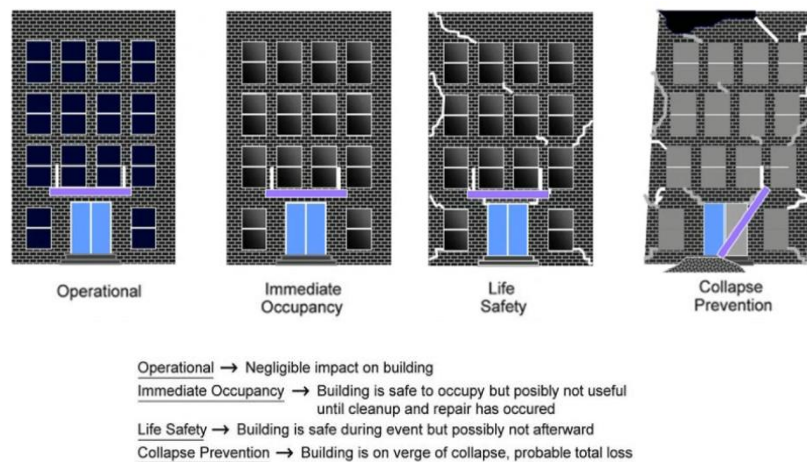 Operational
Immediate
Occupancy
Life
Safety
Collapse
Prevention
Operational → Negligible impact on building
Immediate Occupancy → Building is safe to occupy but posibly not useful
until cleanup and repair has occured
Life Safety → Building is safe during event but possibly not afterward
Collapse Prevention → Building is on verge of collapse, probable total loss